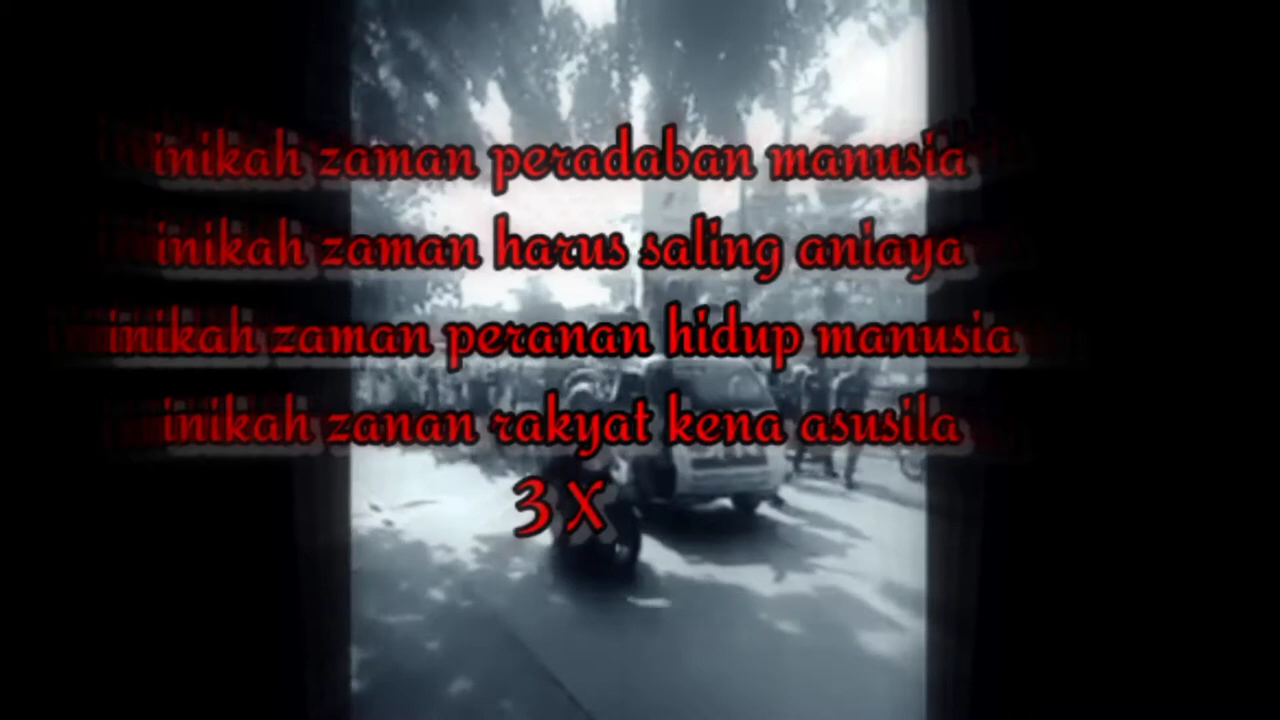 inikah zaman peradaban manusia
inikah zaman harus saling aniaya
inikah zaman peranan hidup manusia
inikah zanan rakyat kena asusila
3 X